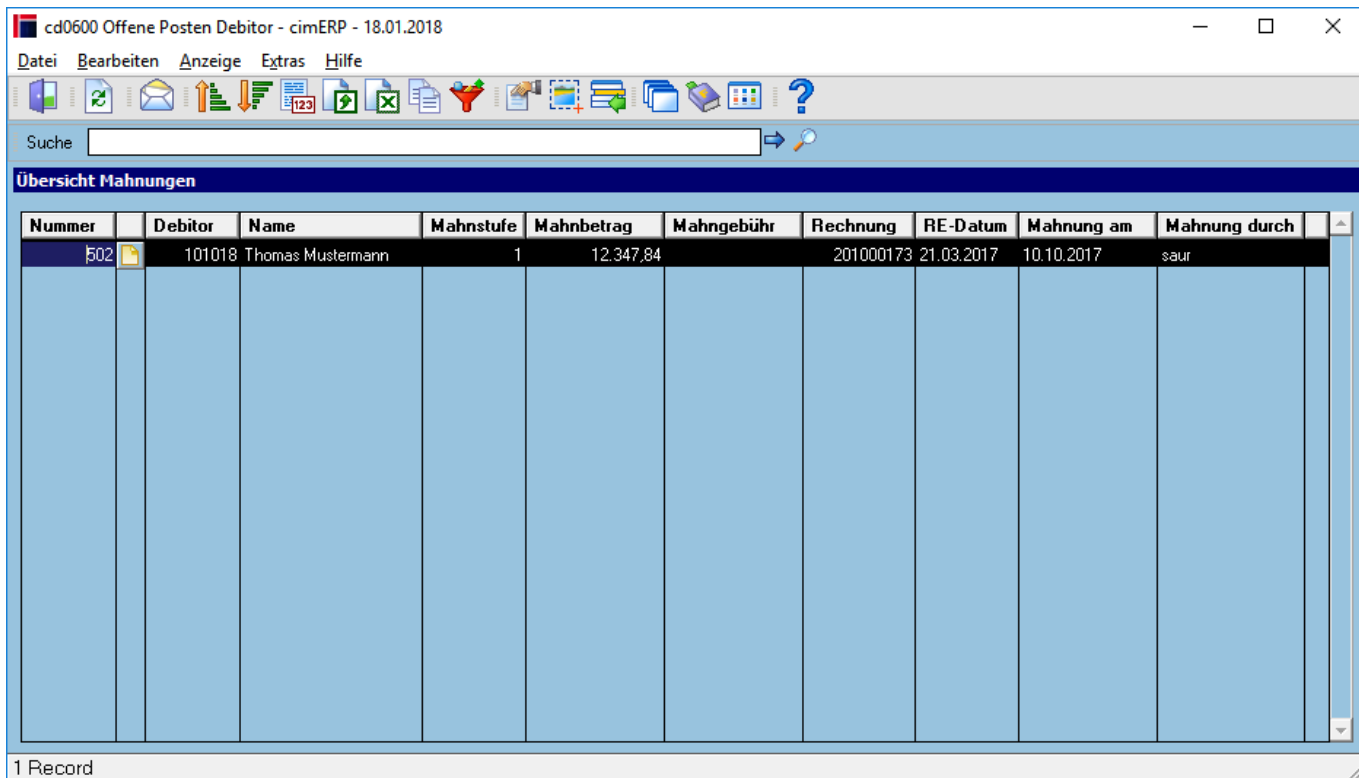 cd0600 Offene Posten Debitor - cimERP - 18.01.2018
Datei Bearbeiten Anzeige Extras Hilfe
123
Suche
Übersicht Mahnungen
Nummer Debitor Name Mahnstufe Mahnbetrag Mahngebühr Rechnung RE-Datum Mahnung am Mahnung durch
502 101018 Thomas Mustermann 1 12.347,84 201000173 21.03.2017 10.10.2017 saur
1 Record